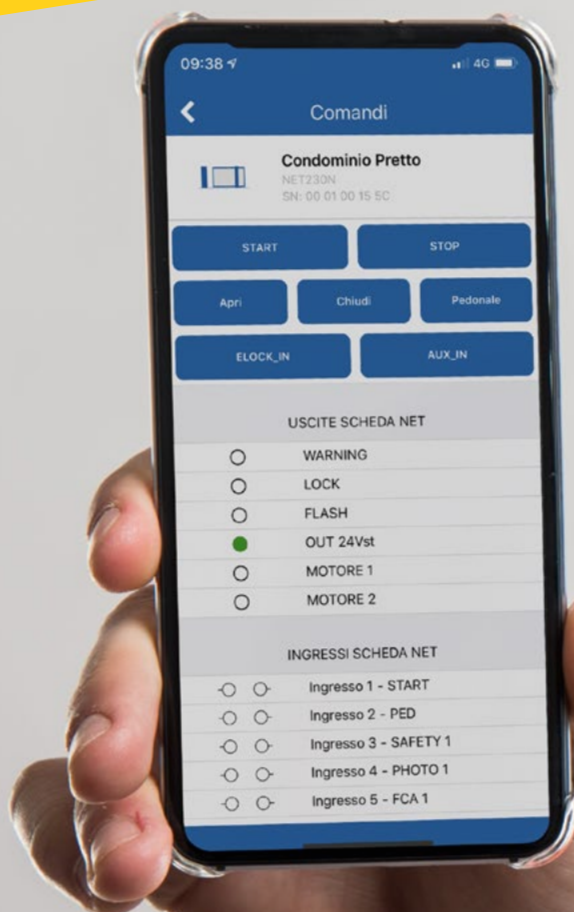 09:38
4G
Comandi
Condominio Pretto
NET230N
SN: 00 01 00 15 5C
START STOP
Apri Chiudi Pedonale
ELOCK_IN AUX_IN
USCITE SCHEDA NET
WARNING
LOCK
FLASH
OUT 24Vst
MOTORE 1
MOTORE 2
INGRESSI SCHEDA NET
Ingresso 1 - START
Ingresso 2 - PED
Ingresso 3 - SAFETY 1
Ingresso 4 - PHOTO 1
Ingresso 5 - FCA 1